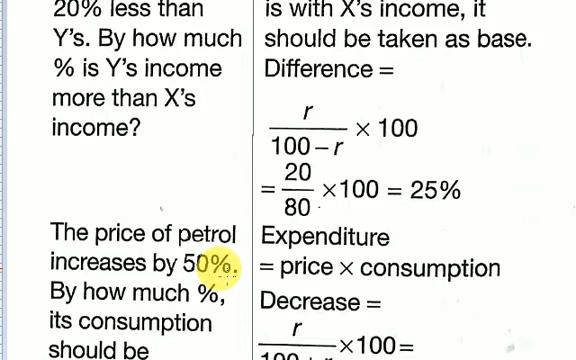 20% less than
Y's. By how much
% is Y's income
more than X's
income?
is with X's income, it
should be taken as base.
Difference =
r
100 – r
× 100
= 20
80
×100 = 25%
The price of petrol
increases by 50%.
By how much %,
its consumption
should be
Expenditure
= price × consumption
Decrease =
r
100 + r
×100=